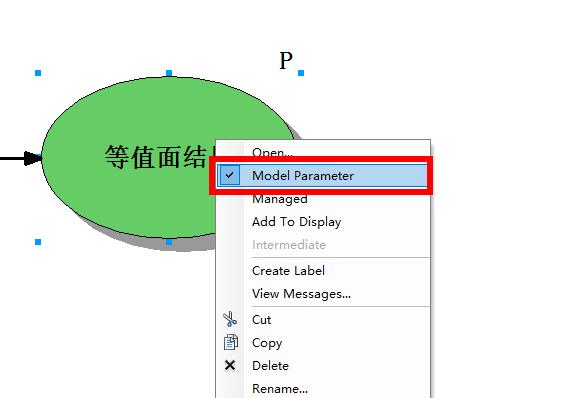 P
等值面结
Open...
Model Parameter
Managed
Add To Display
Intermediate
Create Label
View Messages...
Cut
Copy
Delete
Rename...